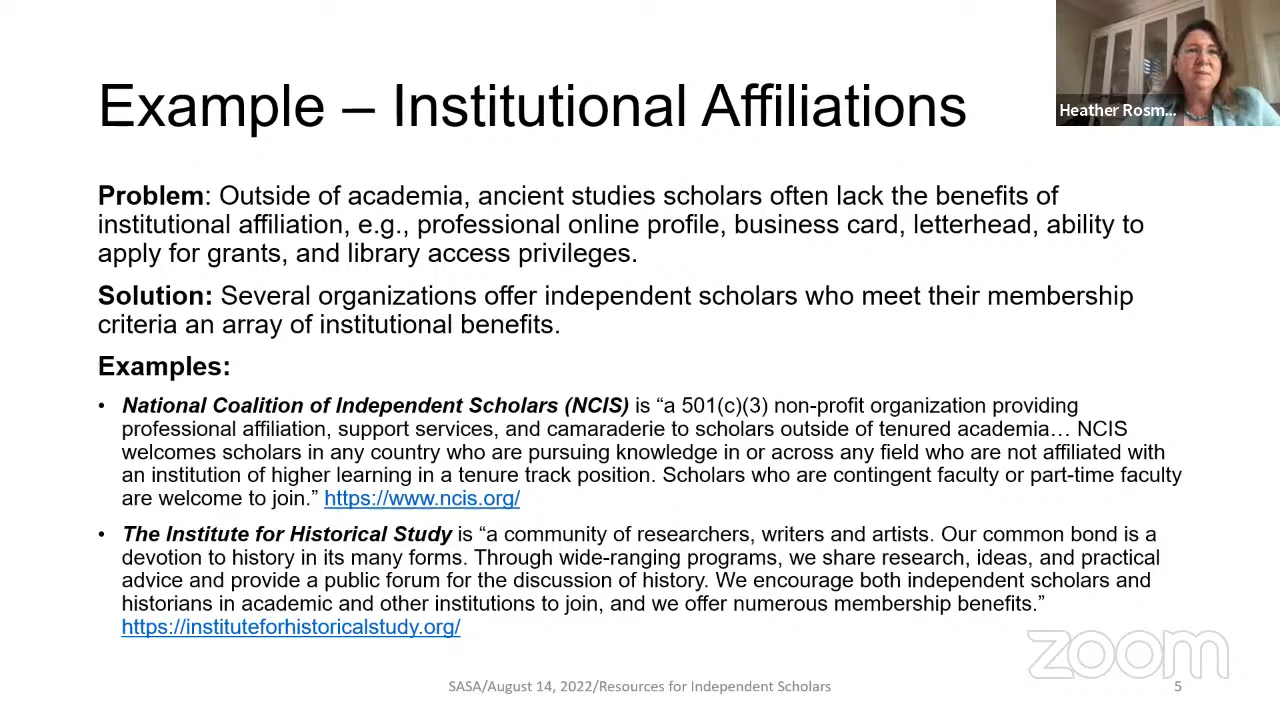 Example – Institutional Affiliations
Heather Rosm...
Problem: Outside of academia, ancient studies scholars often lack the benefits of
institutional affiliation, e.g., professional online profile, business card, letterhead, ability to
apply for grants, and library access privileges.
Solution: Several organizations offer independent scholars who meet their membership
criteria an array of institutional benefits.
Examples:
• National Coalition of Independent Scholars (NCIS) is “a 501(c)(3) non-profit organization providing
professional affiliation, support services, and camaraderie to scholars outside of tenured academia… NCIS
welcomes scholars in any country who are pursuing knowledge in or across any field who are not affiliated with
an institution of higher learning in a tenure track position. Scholars who are contingent faculty or part-time faculty
are welcome to join.” https://www.ncis.org/
• The Institute for Historical Study is “a community of researchers, writers and artists. Our common bond is a
devotion to history in its many forms. Through wide-ranging programs, we share research, ideas, and practical
advice and provide a public forum for the discussion of history. We encourage both independent scholars and
historians in academic and other institutions to join, and we offer numerous membership benefits.”
https://instituteforhistoricalstudy.org/
zoom
SASA/August 14, 2022/Resources for Independent Scholars
5